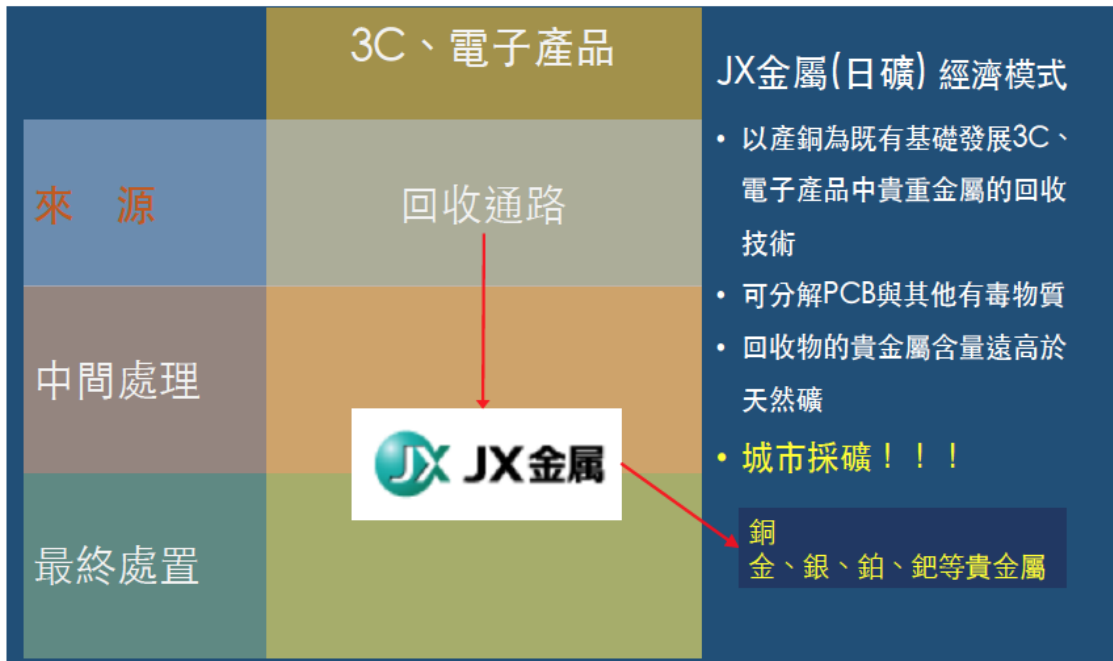 3C、電子產品
來　源
回收通路
中間處理
JX JX金属
最終處置
JX金屬(日礦) 經濟模式
• 以產銅為既有基礎發展3C、
電子產品中貴重金屬的回收
技術
• 可分解PCB與其他有毒物質
• 回收物的貴金屬含量遠高於
天然礦
• 城市採礦！！！
銅
金、銀、鉑、鈀等貴金屬